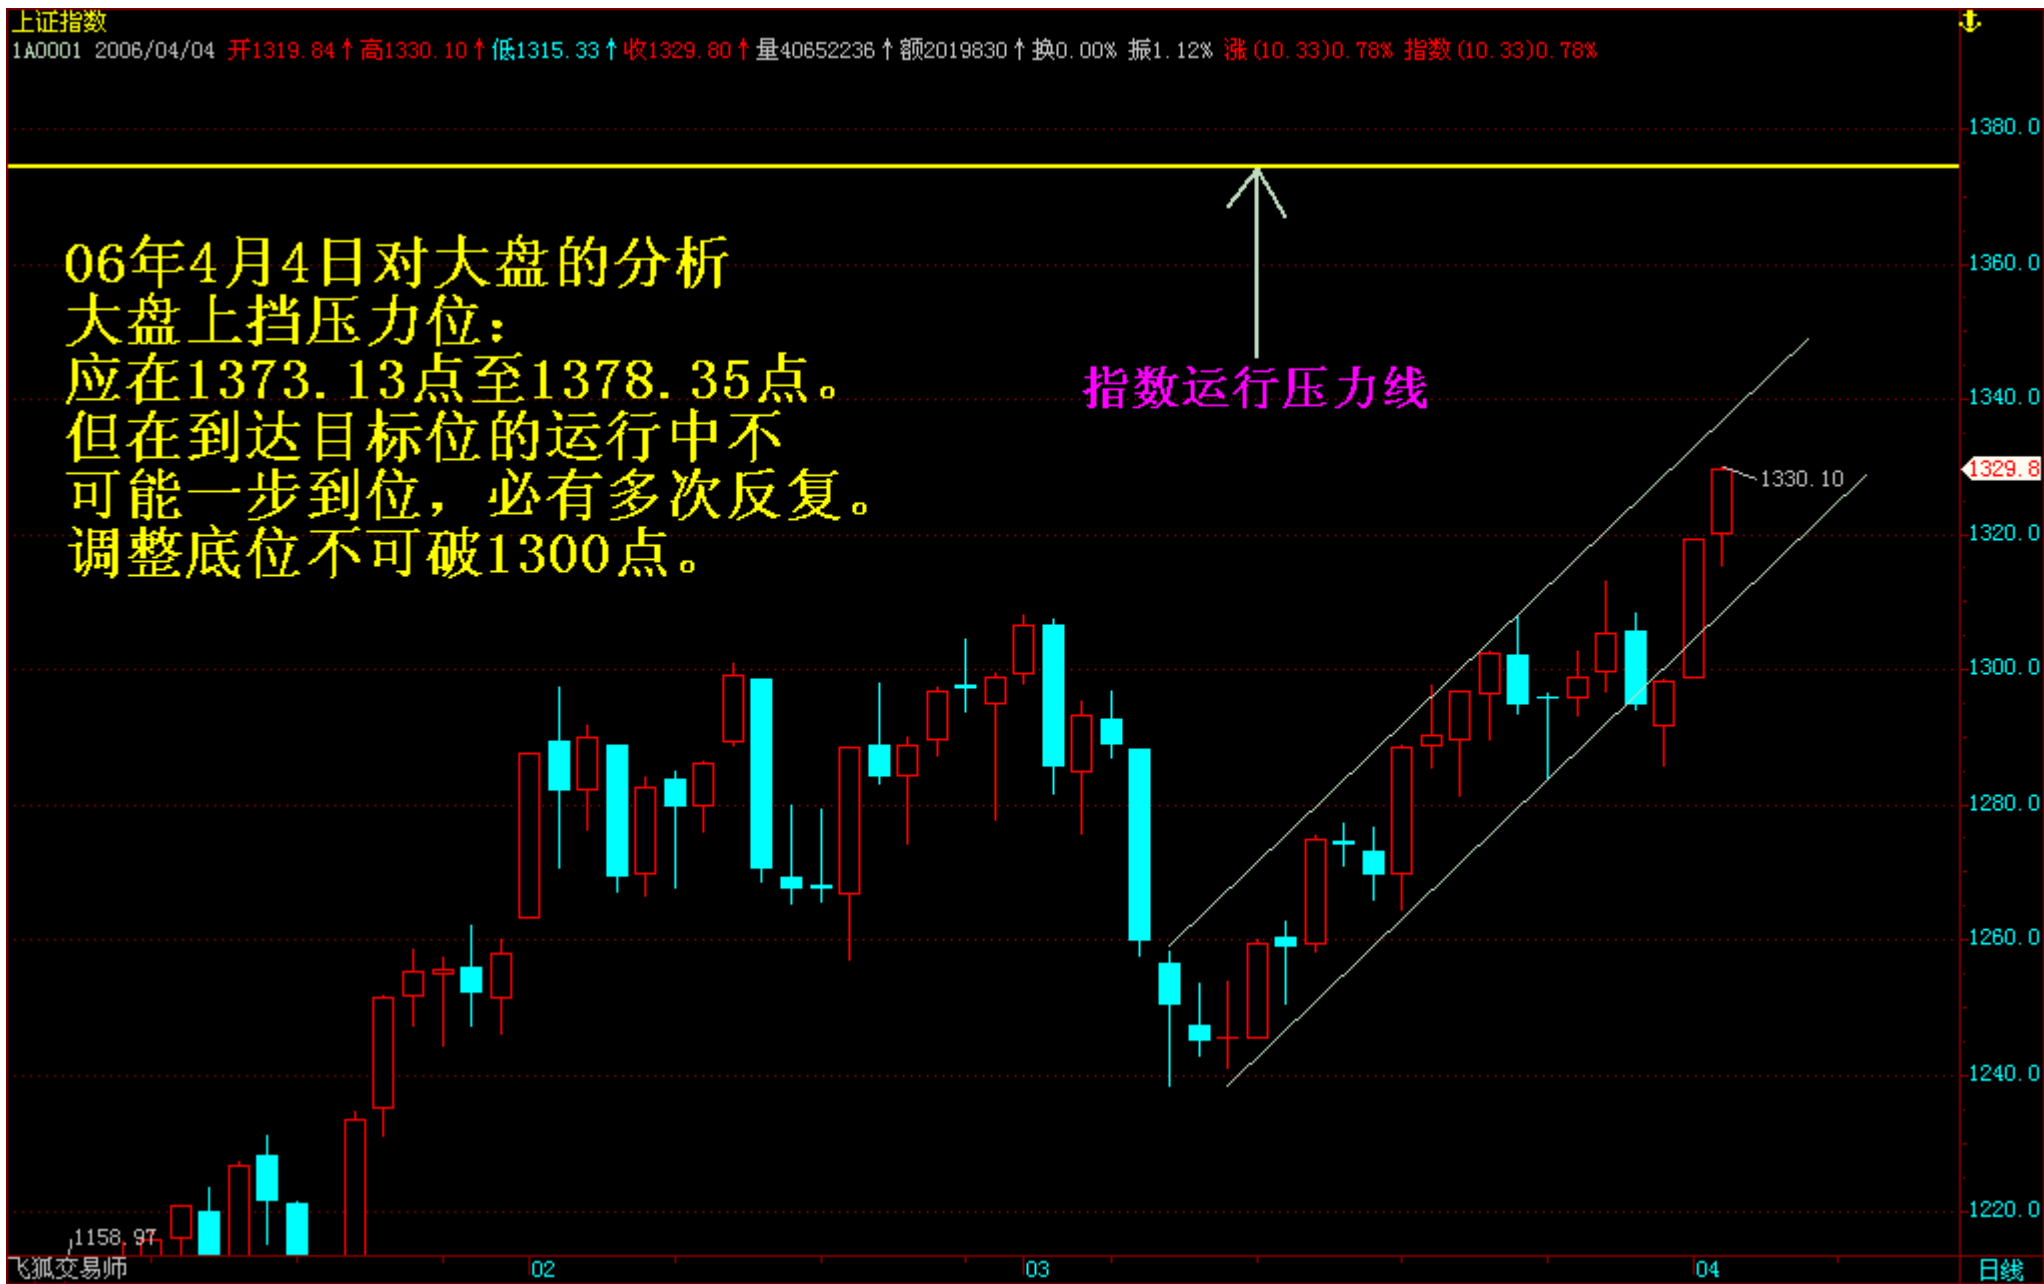 上证指数
1A0001 2006/04/04 开1319.84↑高1330.10↑低1315.33↑收1329.80↑量40652236↑额2019830↑换0.00% 振1.12% 涨(10.33)0.78% 指数(10.33)0.78%
1380.0
06年4月4日对大盘的分析
1360.0
大盘上挡压力位：
应在1373.13点至1378.35点。
指数运行压力线
1340.0
但在到达目标位的运行中不
1329.8
1330.10
可能一步到位，必有多次反复。
1320.0
调整底位不可破1300点。
1300.0
1280.0
1260.0
1240.0
1220.0
1158.97
飞狐交易师 02 03 04 日线